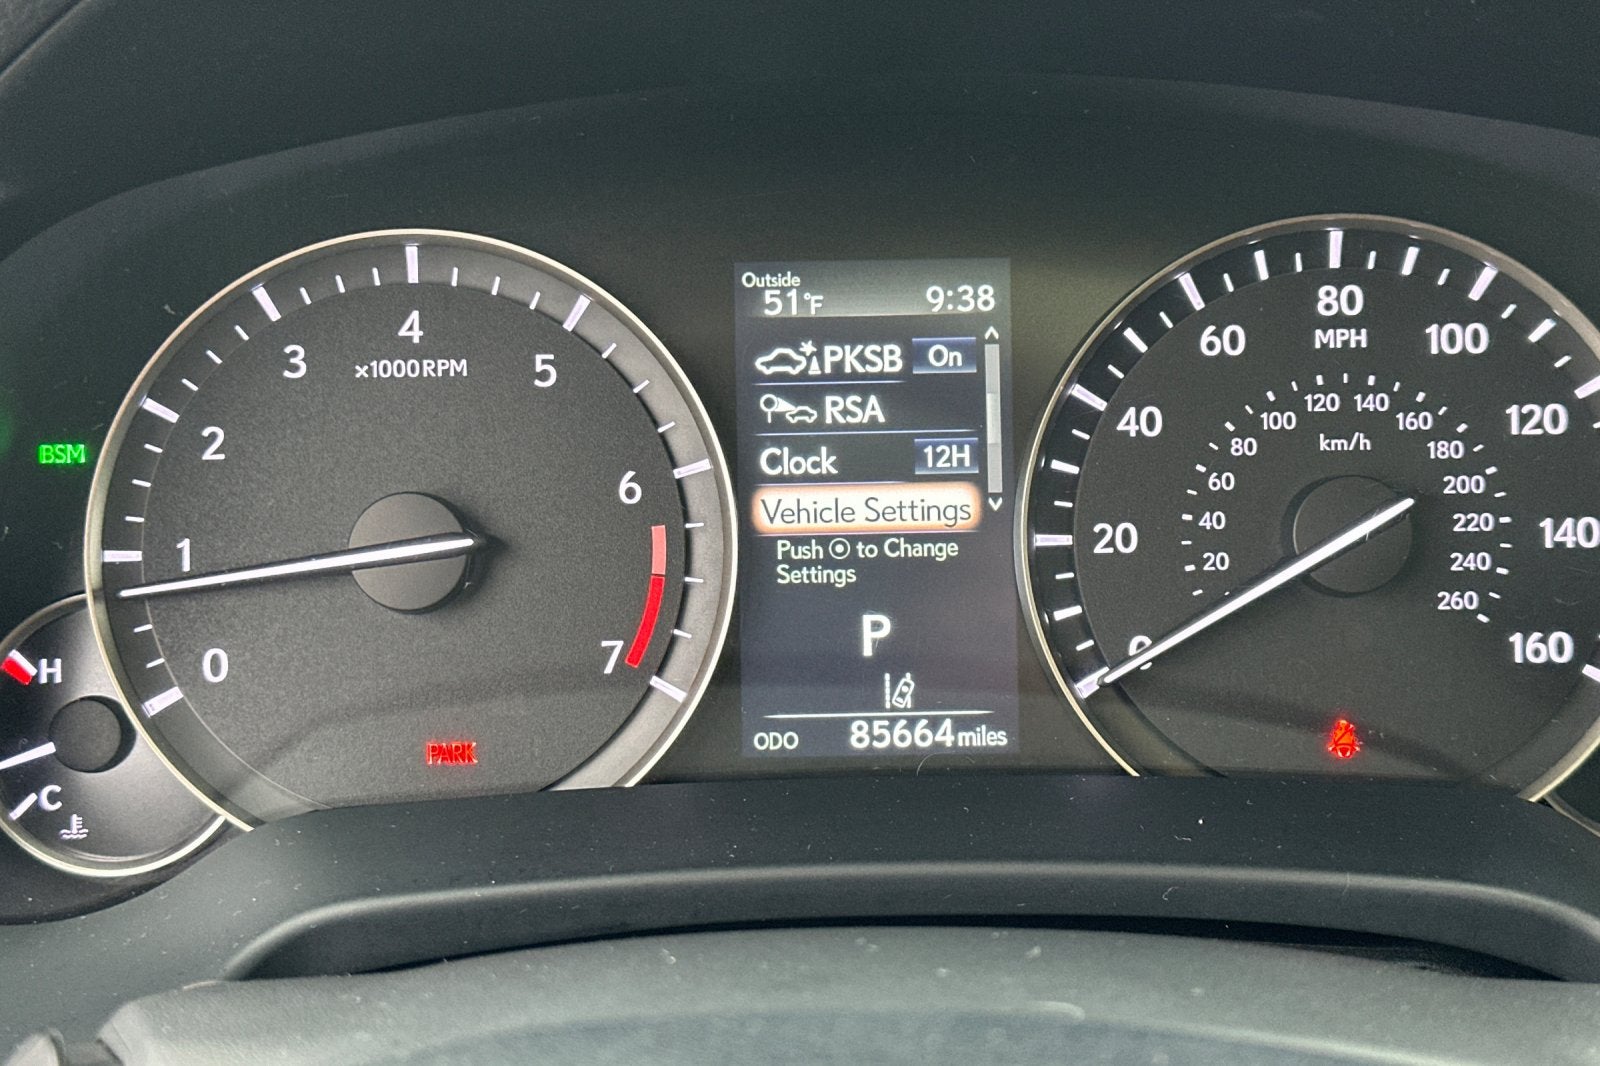 Outside
51°F 9:38
PKSB On
RSA
Clock 12H
Vehicle Settings
Push to Change
Settings
P
ODO 85664 miles
BSM
0
1
2
3
4
5
6
7
x1000RPM
PARK
H
C
0
20
40
60
80
100
120
140
160
MPH
20
40
60
80
100
120
140
160
180
200
220
240
260
km/h